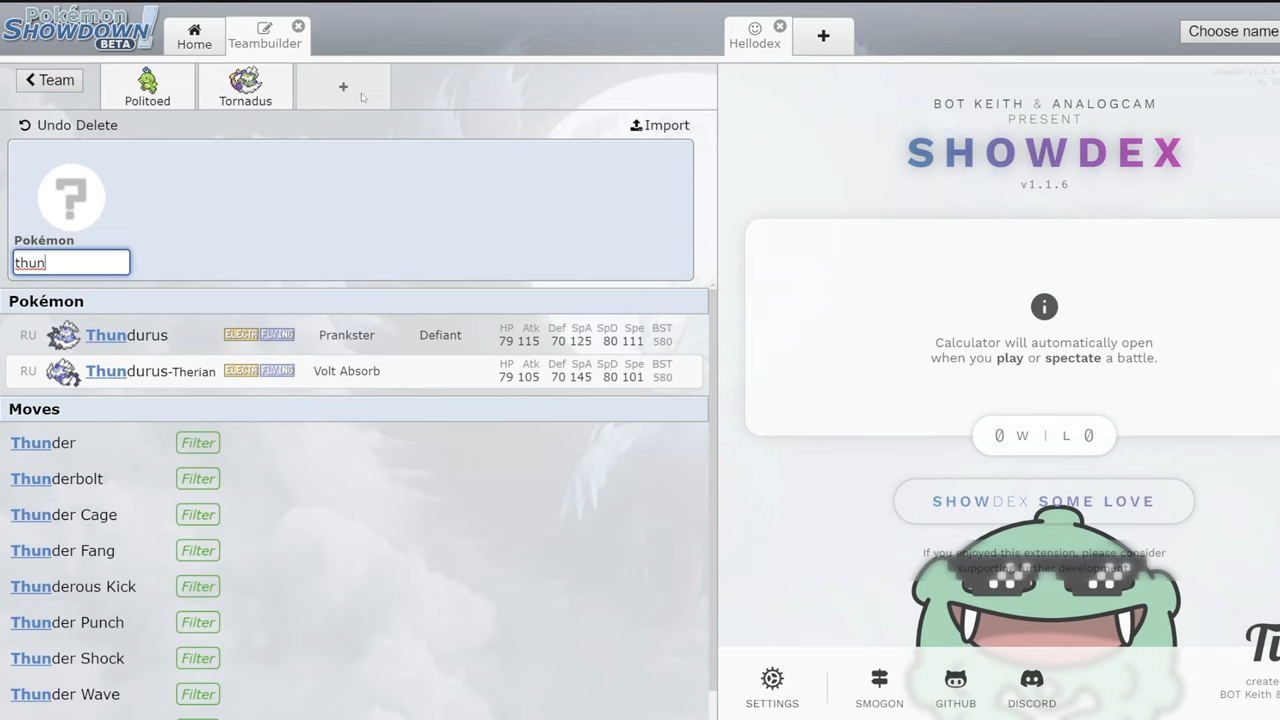 Pokémon
SHOWDOWN!
BETA
Home
Teambuilder
Hellodex
+
Choose name
Team
Politoed
Tornadus
+
Undo Delete
Import
?
Pokémon
thun
Pokémon
RU Thundurus ELECTR FLYING Prankster Defiant HP 79 Atk 115 Def 70 SpA 125 SpD 80 Spe 111 BST 580
RU Thundurus-Therian ELECTR FLYING Volt Absorb HP 79 Atk 105 Def 70 SpA 145 SpD 80 Spe 101 BST 580
Moves
Thunder Filter
Thunderbolt Filter
Thunder Cage Filter
Thunder Fang Filter
Thunderous Kick Filter
Thunder Punch Filter
Thunder Shock Filter
Thunder Wave Filter
BOT KEITH & ANALOGCAM
PRESENT
SHOWDEX
v1.1.6
Calculator will automatically open
when you play or spectate a battle.
0 W | L 0
SHOWDEX SOME LOVE
If you enjoyed this extension, please consider
supporting further development
SETTINGS
SMOGON
GITHUB
DISCORD
BOT Keith &